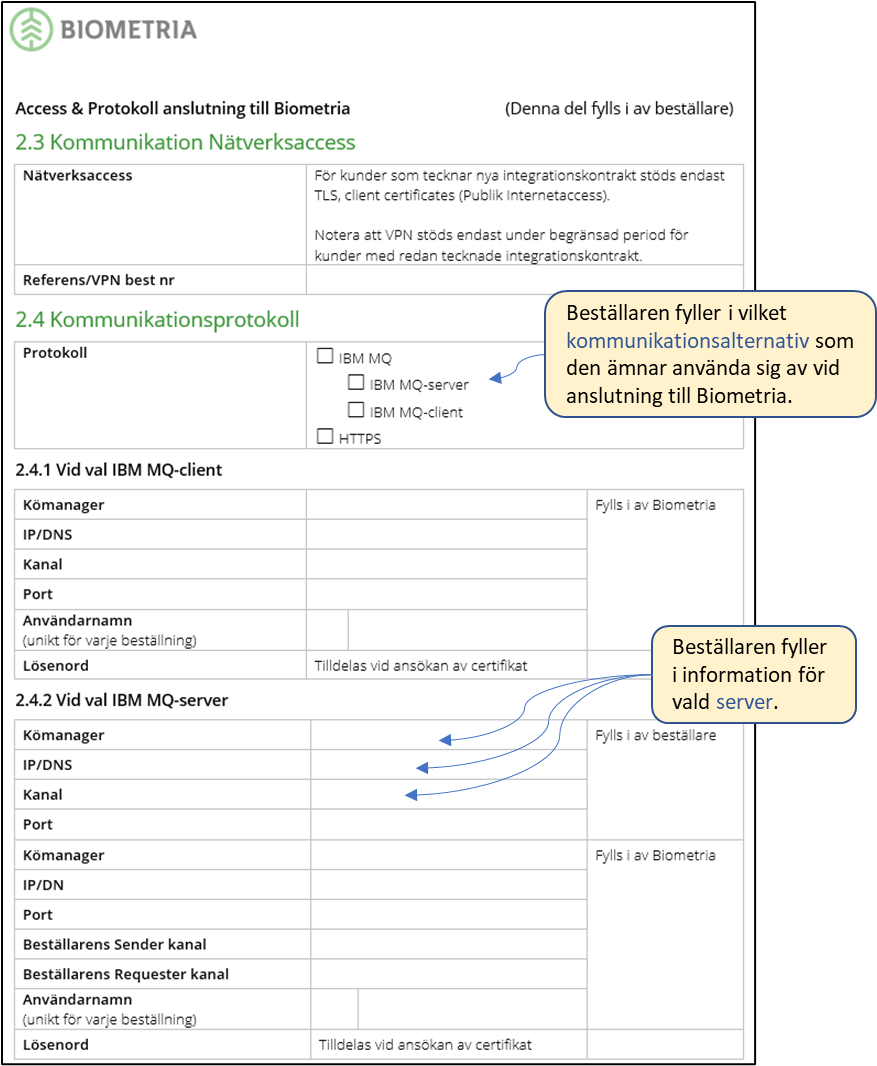 BIOMETRIA
Access & Protokoll anslutning till Biometria (Denna del fylls i av beställare)
2.3 Kommunikation Nätverksaccess
Nätverksaccess
För kunder som tecknar nya integrationskontrakt stöds endast
TLS, client certificates (Publik Internetaccess).
Notera att VPN stöds endast under begränsad period för
kunder med redan tecknade integrationskontrakt.
Referens/VPN best nr
2.4 Kommunikationsprotokoll
Protokoll
IBM MQ
IBM MQ-server
IBM MQ-client
HTTPS
Beställaren fyller i vilket
kommunikationsalternativ som
den ämnar använda sig av vid
anslutning till Biometria.
2.4.1 Vid val IBM MQ-client
Kömanager
Fylls i av Biometria
IP/DNS
Kanal
Port
Användarnamn
(unikt för varje beställning)
Lösenord
Tilldelas vid ansökan av certifikat
Beställaren fyller
i information för
vald server.
2.4.2 Vid val IBM MQ-server
Kömanager
Fylls i av beställare
IP/DNS
Kanal
Port
Kömanager
Fylls i av Biometria
IP/DN
Port
Beställarens Sender kanal
Beställarens Requester kanal
Användarnamn
(unikt för varje beställning)
Lösenord
Tilldelas vid ansökan av certifikat